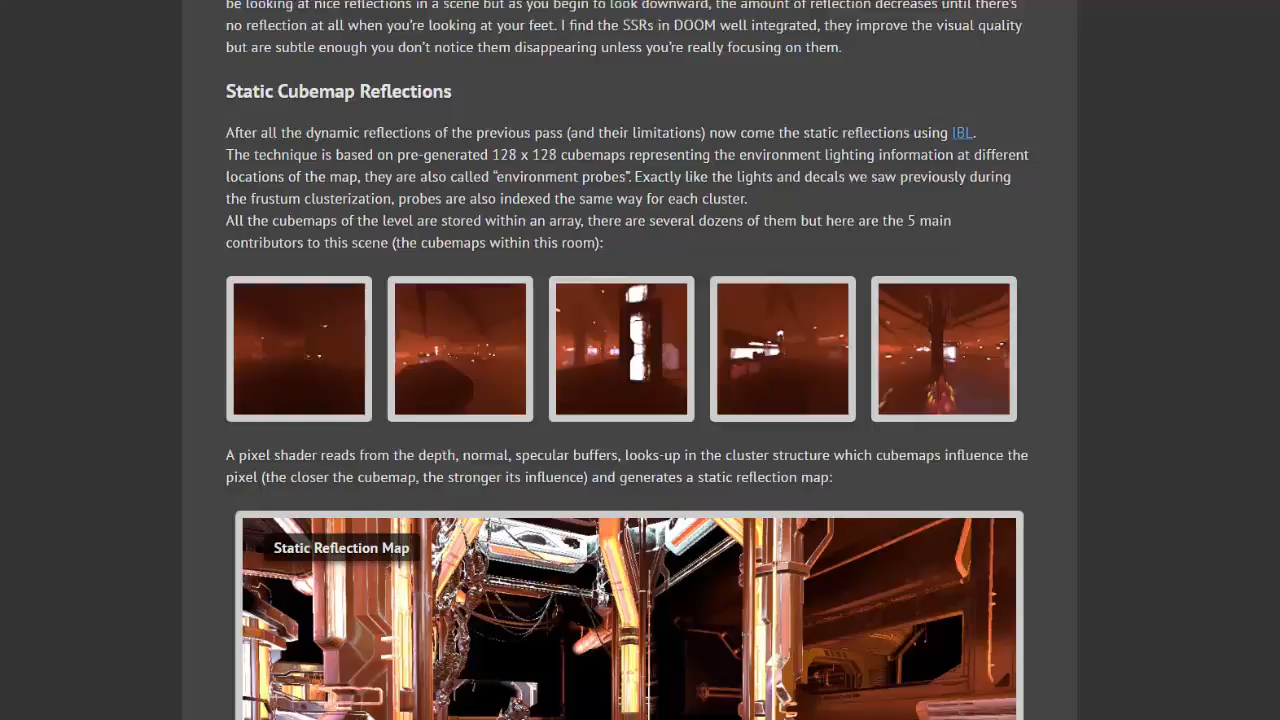 be looking at nice reflections in a scene but as you begin to look downward, the amount of reflection decreases until there’s
no reflection at all when you’re looking at your feet. I find the SSRs in DOOM well integrated, they improve the visual quality
but are subtle enough you don’t notice them disappearing unless you’re really focusing on them.
Static Cubemap Reflections
After all the dynamic reflections of the previous pass (and their limitations) now come the static reflections using IBL.
The technique is based on pre-generated 128 x 128 cubemaps representing the environment lighting information at different
locations of the map, they are also called “environment probes”. Exactly like the lights and decals we saw previously during
the frustum clusterization, probes are also indexed the same way for each cluster.
All the cubemaps of the level are stored within an array, there are several dozens of them but here are the 5 main
contributors to this scene (the cubemaps within this room):
A pixel shader reads from the depth, normal, specular buffers, looks-up in the cluster structure which cubemaps influence the
pixel (the closer the cubemap, the stronger its influence) and generates a static reflection map:
Static Reflection Map